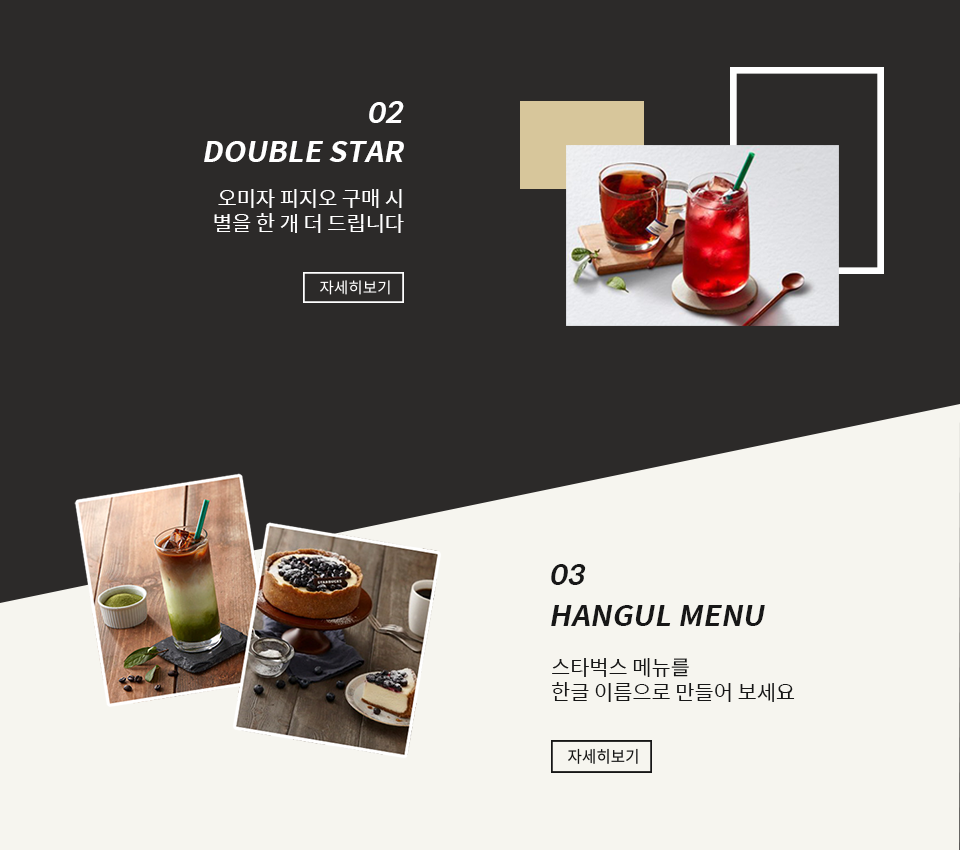 02
DOUBLE STAR
오미자 피지오 구매 시
별을 한 개 더 드립니다
자세히보기
STARBUCKS
03
HANGUL MENU
스타벅스 메뉴를
한글 이름으로 만들어 보세요
자세히보기